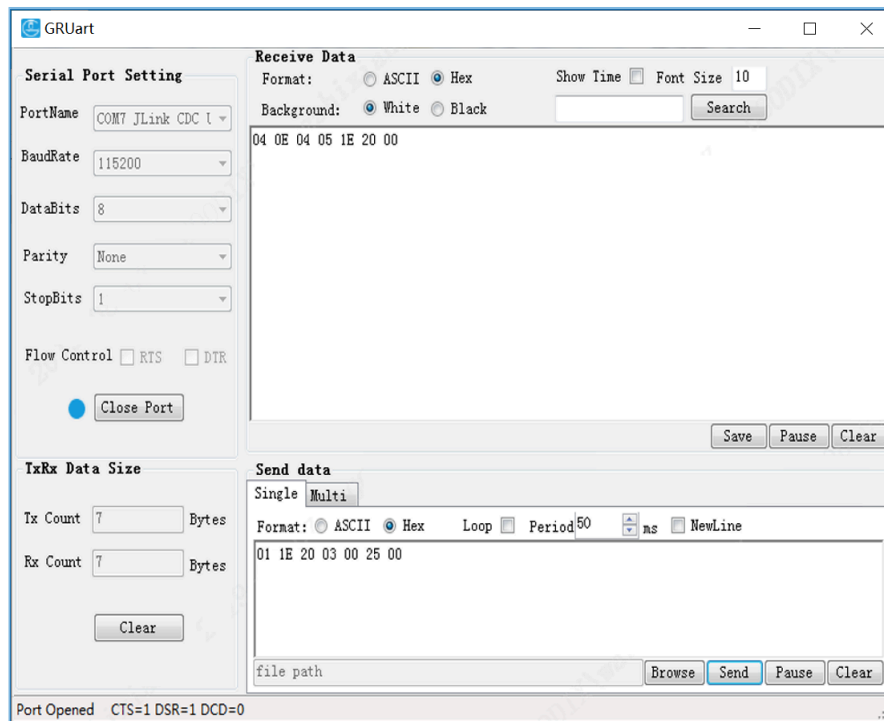 GRUart
Serial Port Setting
PortName COM7 JLink CDC U
BaudRate 115200
DataBits 8
Parity None
StopBits 1
Flow Control RTS DTR
Close Port
Receive Data
Format: ASCII Hex Show Time Font Size 10
Background: White Black Search
04 0E 04 05 1E 20 00
Save Pause Clear
TxRx Data Size
Tx Count 7 Bytes
Rx Count 7 Bytes
Clear
Send data
Single Multi
Format: ASCII Hex Loop Period 50 ms NewLine
01 1E 20 03 00 25 00
file path Browse Send Pause Clear
Port Opened CTS=1 DSR=1 DCD=0